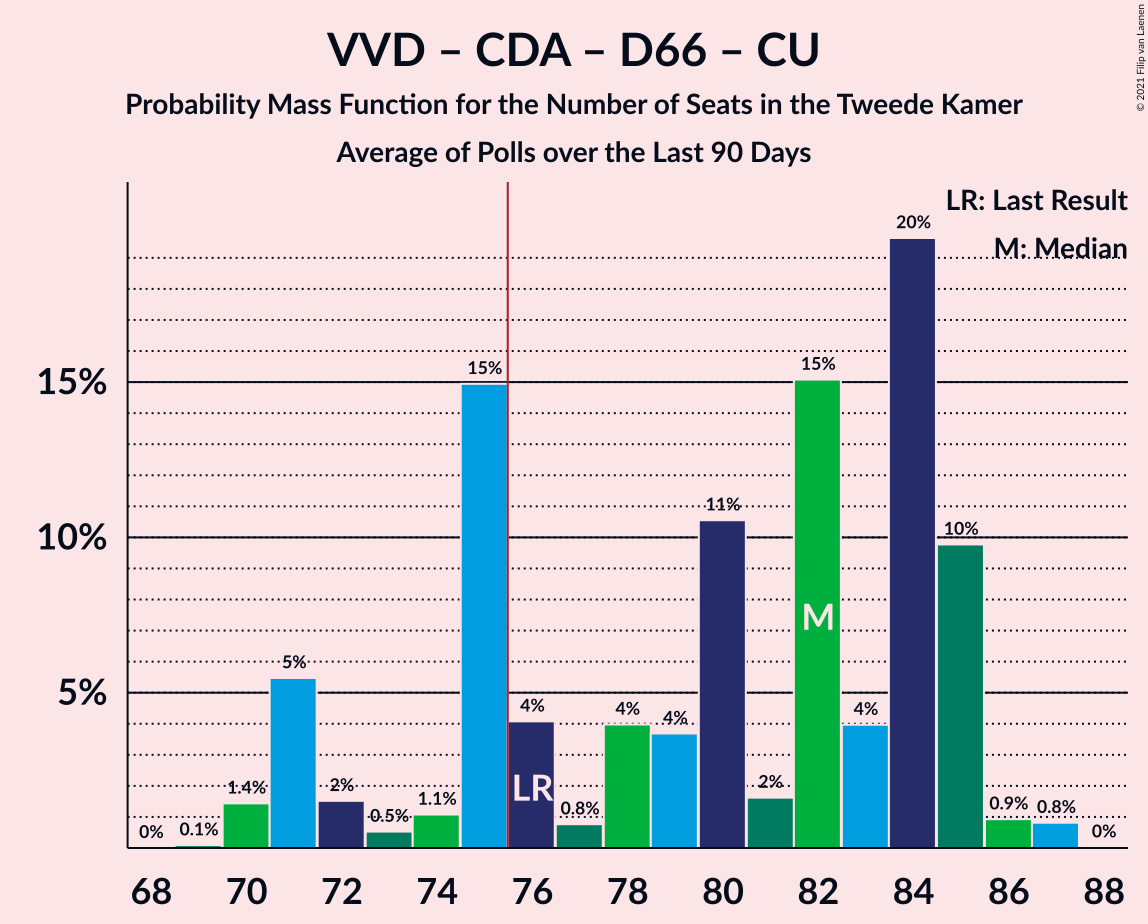 VVD – CDA – D66 – CU
Probability Mass Function for the Number of Seats in the Tweede Kamer
Average of Polls over the Last 90 Days
© 2021 Filip van Laenen
LR: Last Result
M: Median
15%
10%
5%
0%
0.1%
1.4%
5%
2%
0.5%
1.1%
15%
4%
0.8%
4%
4%
11%
2%
15%
4%
20%
10%
0.9%
0.8%
0%
LR
M
68 70 72 74 76 78 80 82 84 86 88